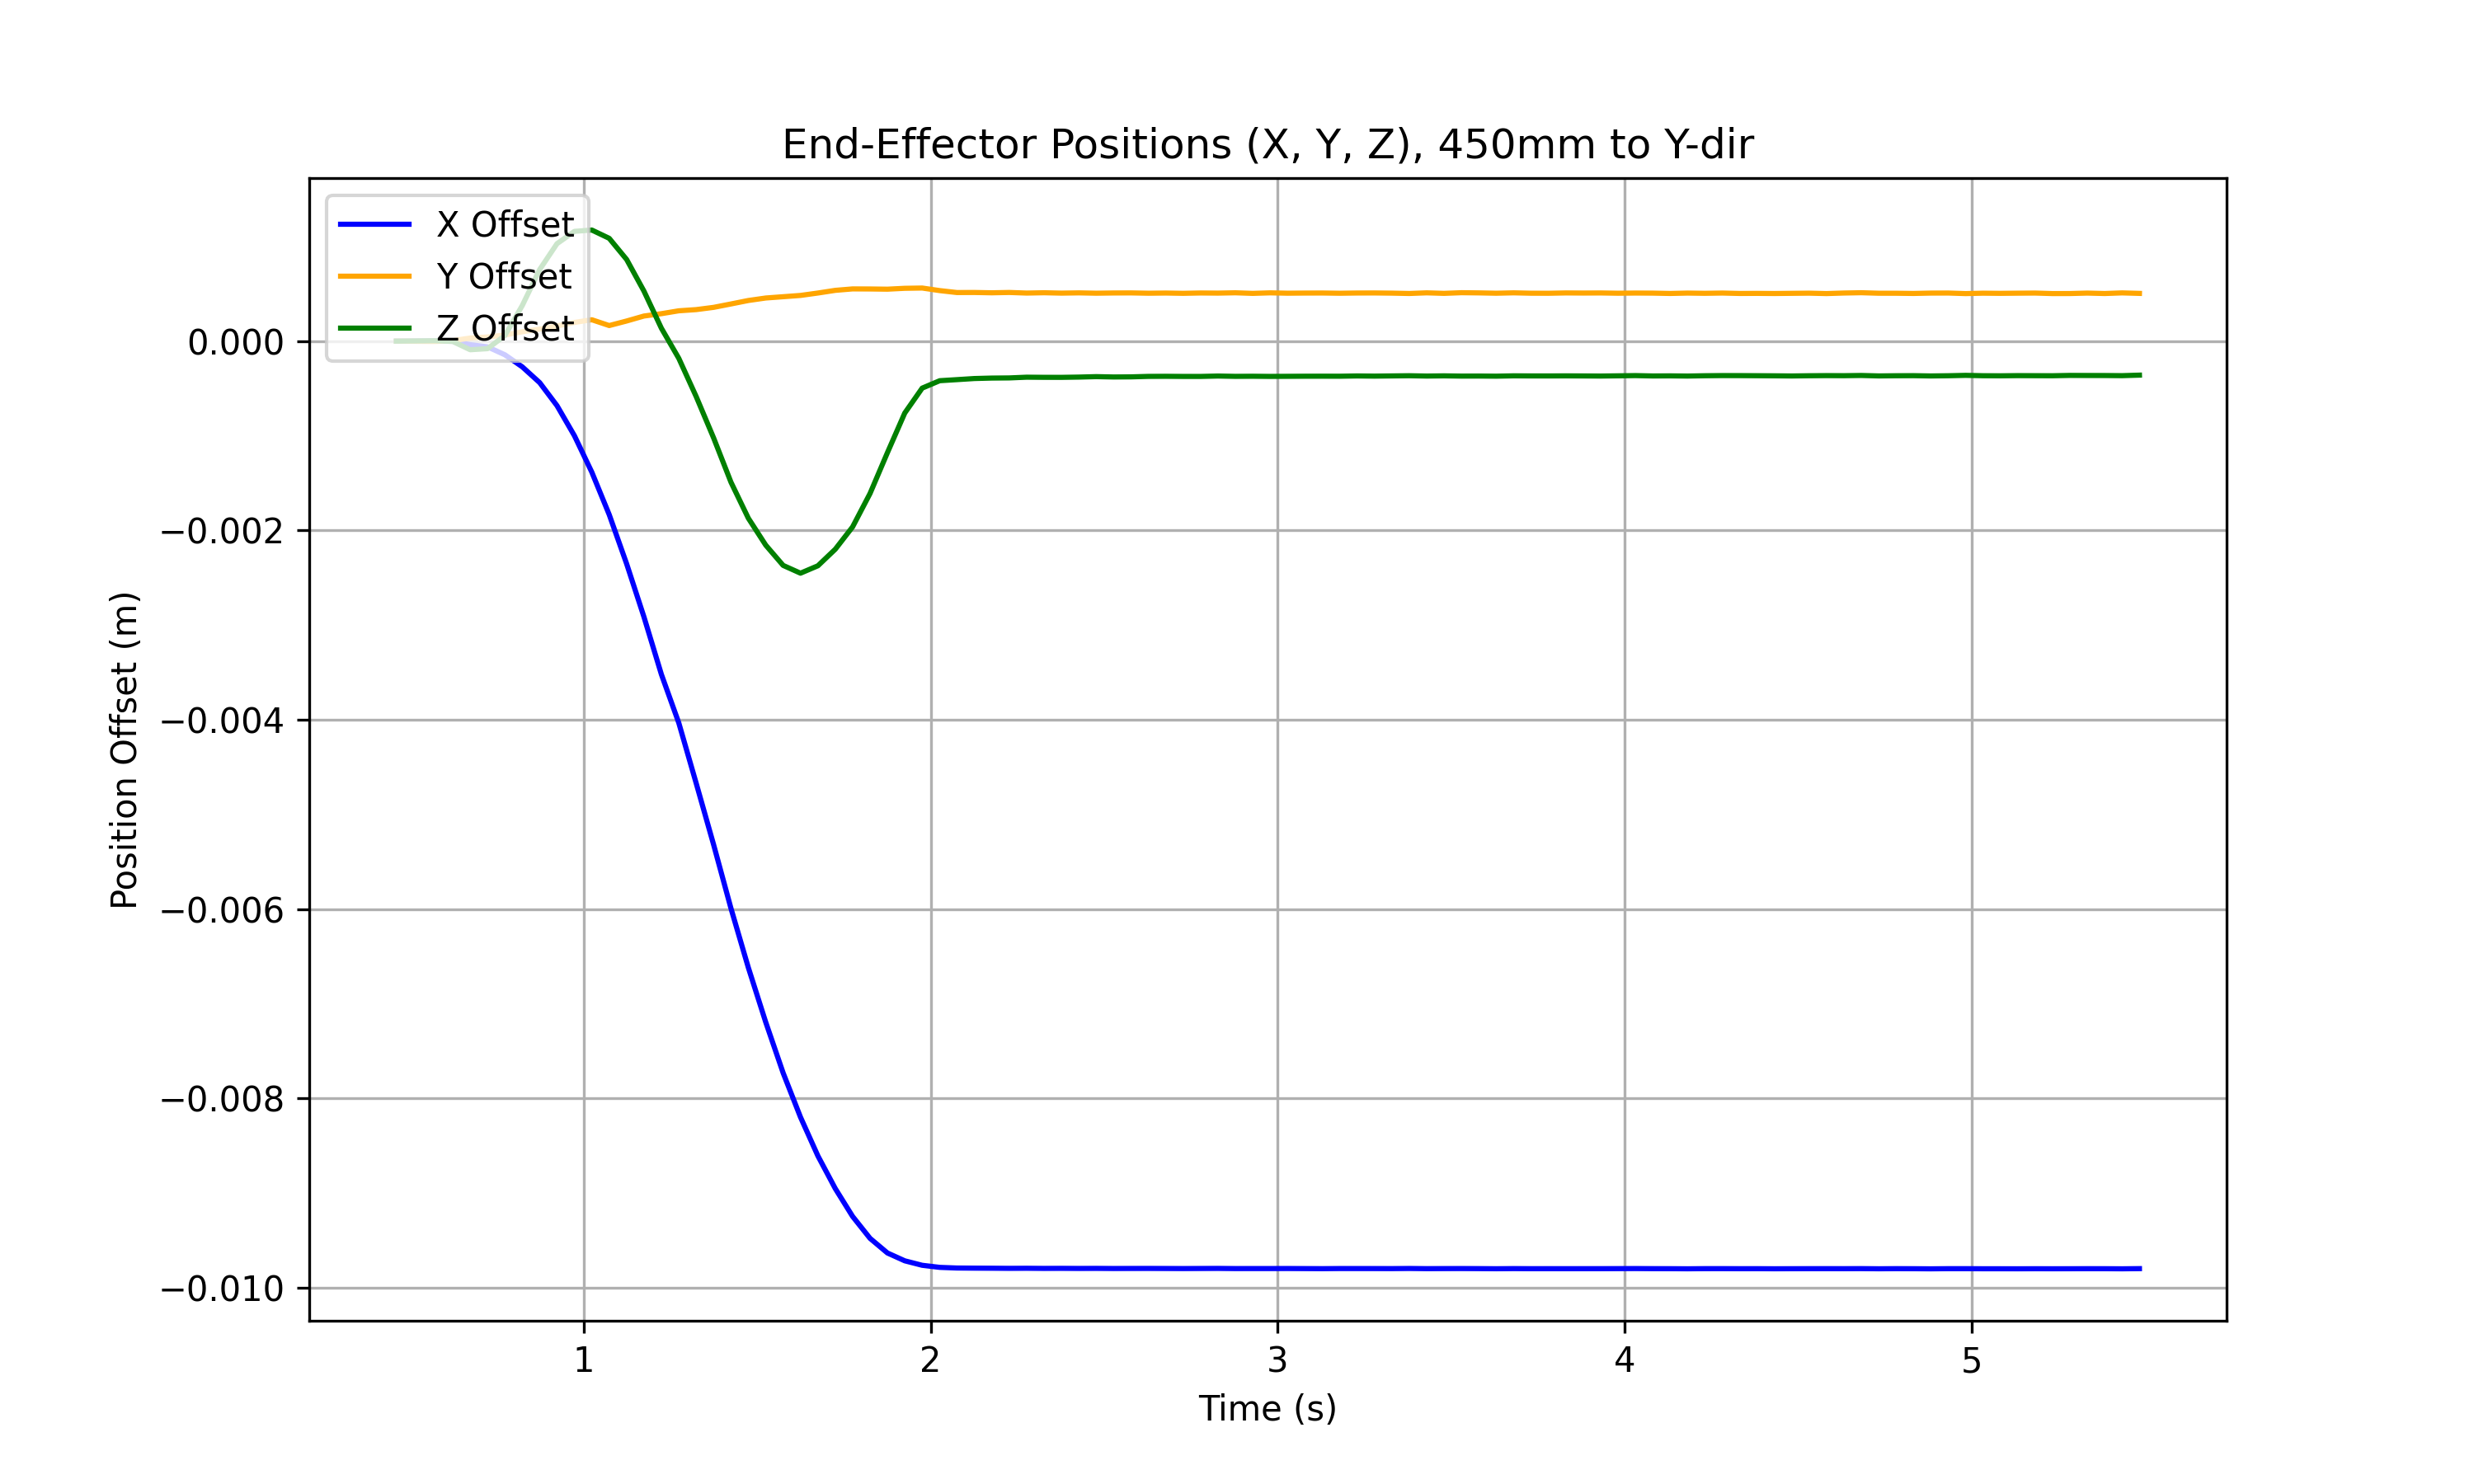 End-Effector Positions (X, Y, Z), 450mm to Y-dir
X Offset
Y Offset
Z Offset
0.000
−0.002
−0.004
−0.006
−0.008
−0.010
Position Offset (m)
1 2 3 4 5
Time (s)